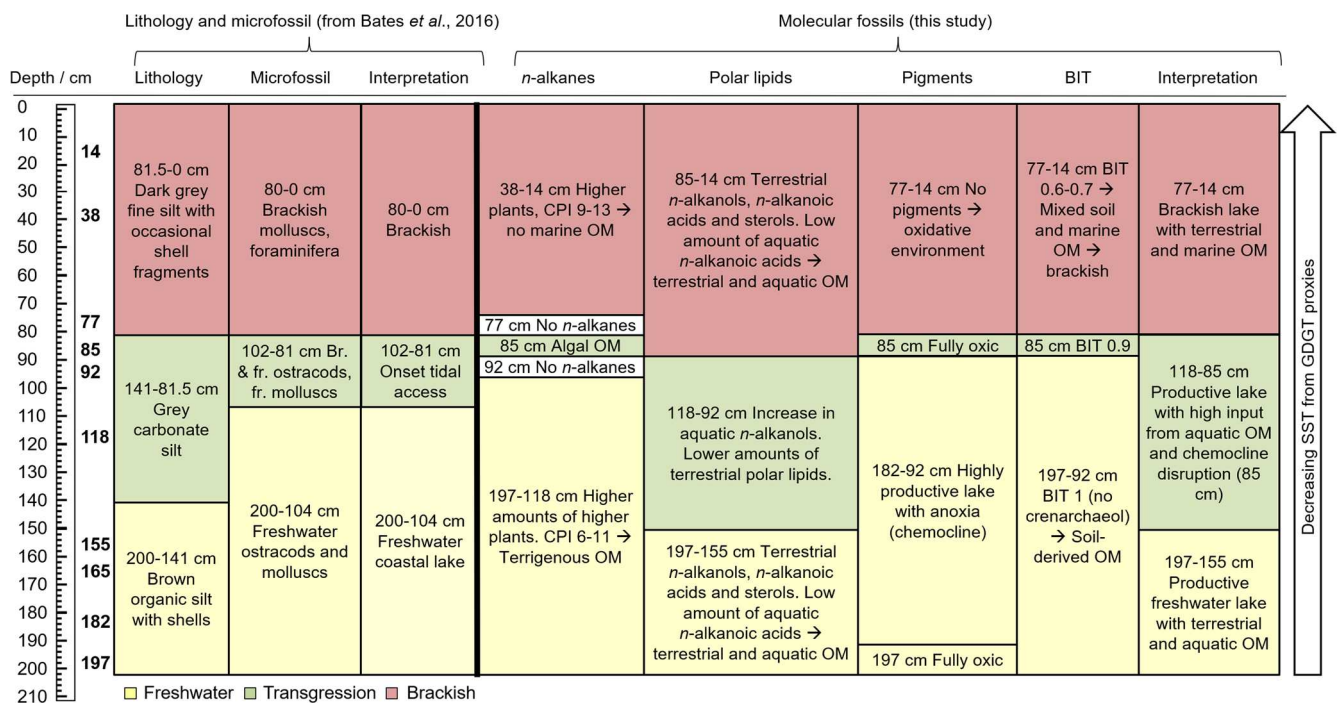 Lithology and microfossil (from Bates et al., 2016)
Molecular fossils (this study)
Depth / cm
Lithology
Microfossil
Interpretation
n-alkanes
Polar lipids
Pigments
BIT
Interpretation
0
10
20
30
40
50
60
70
80
90
100
110
120
130
140
150
160
170
180
190
200
210
14
38
77
85
92
118
155
165
182
197
81.5-0 cm
Dark grey
fine silt with
occasional
shell
fragments
141-81.5 cm
Grey
carbonate
silt
200-141 cm
Brown
organic silt
with shells
80-0 cm
Brackish
molluscs,
foraminifera
102-81 cm Br.
& fr. ostracods,
fr. molluscs
200-104 cm
Freshwater
ostracods and
molluscs
80-0 cm
Brackish
102-81 cm
Onset tidal
access
200-104 cm
Freshwater
coastal lake
38-14 cm Higher
plants, CPI 9-13 →
no marine OM
77 cm No n-alkanes
85 cm Algal OM
92 cm No n-alkanes
197-118 cm Higher
amounts of higher
plants. CPI 6-11 →
Terrigenous OM
85-14 cm Terrestrial
n-alkanols, n-alkanoic
acids and sterols. Low
amount of aquatic
n-alkanoic acids →
terrestrial and aquatic OM
118-92 cm Increase in
aquatic n-alkanols.
Lower amounts of
terrestrial polar lipids.
197-155 cm Terrestrial
n-alkanols, n-alkanoic
acids and sterols. Low
amount of aquatic
n-alkanoic acids →
terrestrial and aquatic OM
77-14 cm No
pigments →
oxidative
environment
85 cm Fully oxic
182-92 cm Highly
productive lake
with anoxia
(chemocline)
197 cm Fully oxic
77-14 cm BIT
0.6-0.7 →
Mixed soil
and marine
OM →
brackish
85 cm BIT 0.9
197-92 cm
BIT 1 (no
crenarchaeol)
→ Soil-
derived OM
77-14 cm
Brackish lake
with terrestrial
and marine OM
118-85 cm
Productive lake
with high input
from aquatic OM
and chemocline
disruption (85
cm)
197-155 cm
Productive
freshwater lake
with terrestrial
and aquatic OM
Decreasing SST from GDGT proxies
Freshwater
Transgression
Brackish